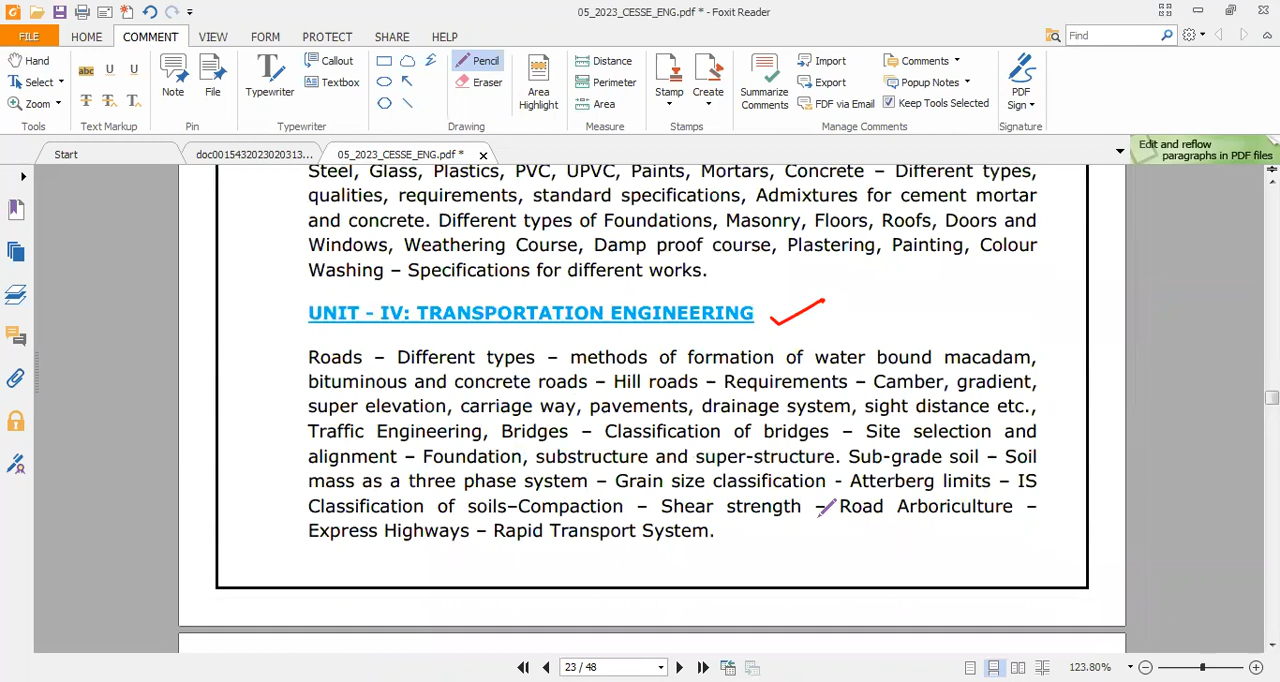 05_2023_CESSE_ENG.pdf * - Foxit Reader
FILE HOME COMMENT VIEW FORM PROTECT SHARE HELP Find
Hand abc U U Callout Pencil Distance Import Comments
Select Note File Typewriter Textbox Eraser Area Highlight Perimeter Stamp Create Summarize Comments Export Popup Notes PDF Sign
Zoom T T T Area FDF via Email Keep Tools Selected
Tools Text Markup Pin Typewriter Drawing Measure Stamps Manage Comments Signature
Start doc0015432023020313... 05_2023_CESSE_ENG.pdf * Edit and reflow
paragraphs in PDF files
Steel, Glass, Plastics, PVC, UPVC, Paints, Mortars, Concrete – Different types,
qualities, requirements, standard specifications, Admixtures for cement mortar
and concrete. Different types of Foundations, Masonry, Floors, Roofs, Doors and
Windows, Weathering Course, Damp proof course, Plastering, Painting, Colour
Washing – Specifications for different works.
UNIT - IV: TRANSPORTATION ENGINEERING
Roads – Different types – methods of formation of water bound macadam,
bituminous and concrete roads – Hill roads – Requirements – Camber, gradient,
super elevation, carriage way, pavements, drainage system, sight distance etc.,
Traffic Engineering, Bridges – Classification of bridges – Site selection and
alignment – Foundation, substructure and super-structure. Sub-grade soil – Soil
mass as a three phase system – Grain size classification - Atterberg limits – IS
Classification of soils–Compaction – Shear strength – Road Arboriculture –
Express Highways – Rapid Transport System.
23 / 48 123.80%